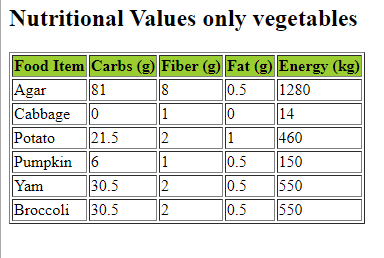 Nutritional Values only vegetables
Food Item Carbs (g) Fiber (g) Fat (g) Energy (kg)
Agar 81 8 0.5 1280
Cabbage 0 1 0 14
Potato 21.5 2 1 460
Pumpkin 6 1 0.5 150
Yam 30.5 2 0.5 550
Broccoli 30.5 2 0.5 550